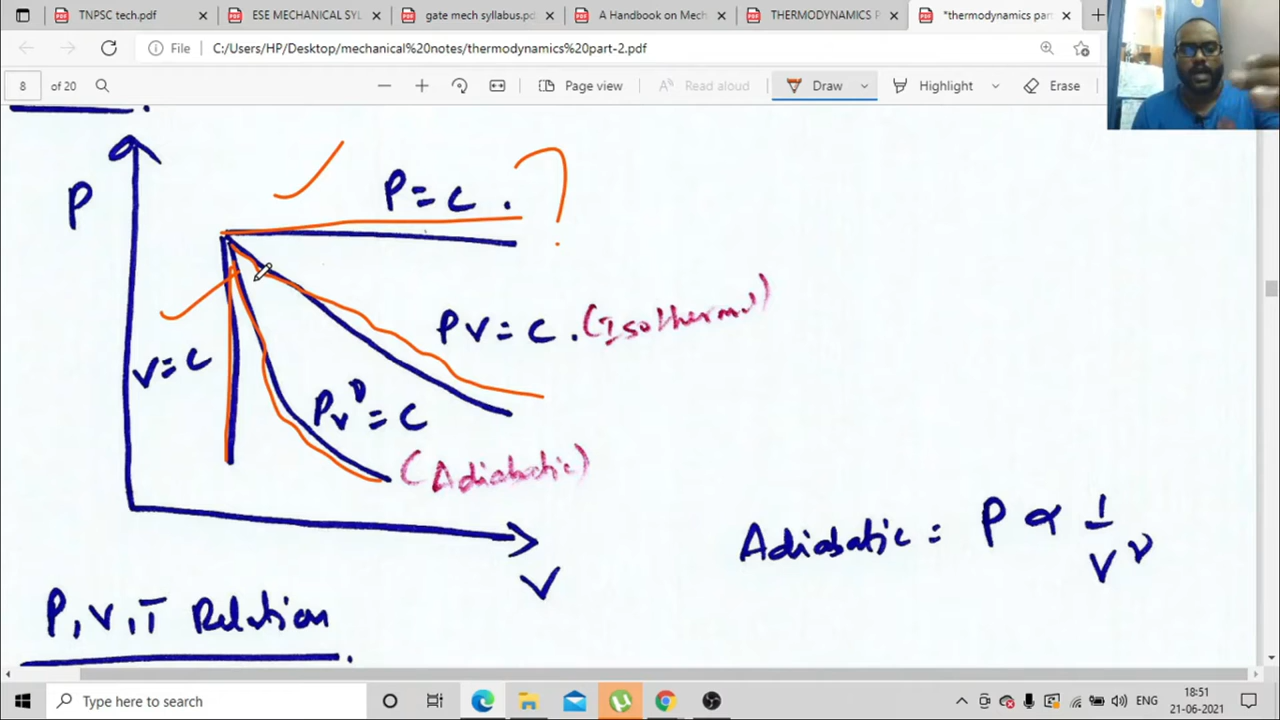 TNPSC tech.pdf
ESE MECHANICAL SYL
gate mech syllabus.pd
A Handbook on Mech
THERMODYNAMICS P
*thermodynamics par
File
C:/Users/HP/Desktop/mechanical%20notes/thermodynamics%20part-2.pdf
8 of 20
Page view
Read aloud
Draw
Highlight
Erase
P
P = C . ?
PV = C . (Isothermal)
V = C
PVγ = C
(Adiabatic)
Adiabatic = P ∝ 1/Vγ
V
P, V, T Relation .
Type here to search
ENG
18:51
21-06-2021